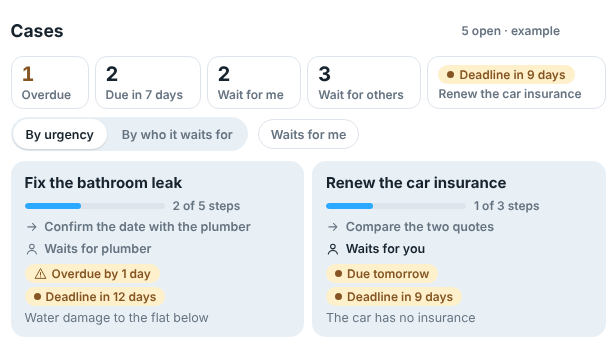 Cases
5 open · example
1
Overdue
2
Due in 7 days
2
Wait for me
3
Wait for others
Deadline in 9 days
Renew the car insurance
By urgency
By who it waits for
Waits for me
Fix the bathroom leak
2 of 5 steps
→ Confirm the date with the plumber
Waits for plumber
Overdue by 1 day
Deadline in 12 days
Water damage to the flat below
Renew the car insurance
1 of 3 steps
→ Compare the two quotes
Waits for you
Due tomorrow
Deadline in 9 days
The car has no insurance